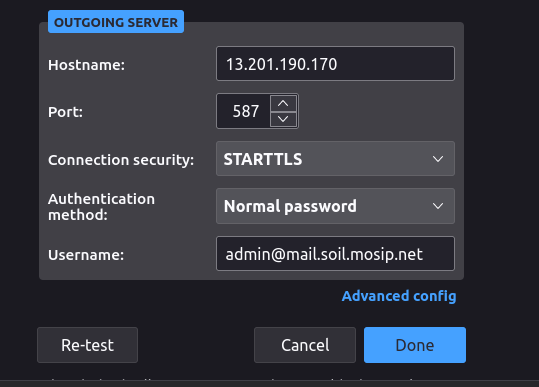 OUTGOING SERVER
Hostname: 13.201.190.170
Port: 587
Connection security: STARTTLS
Authentication
method: Normal password
Username: admin@mail.soil.mosip.net
Advanced config
Re-test Cancel Done